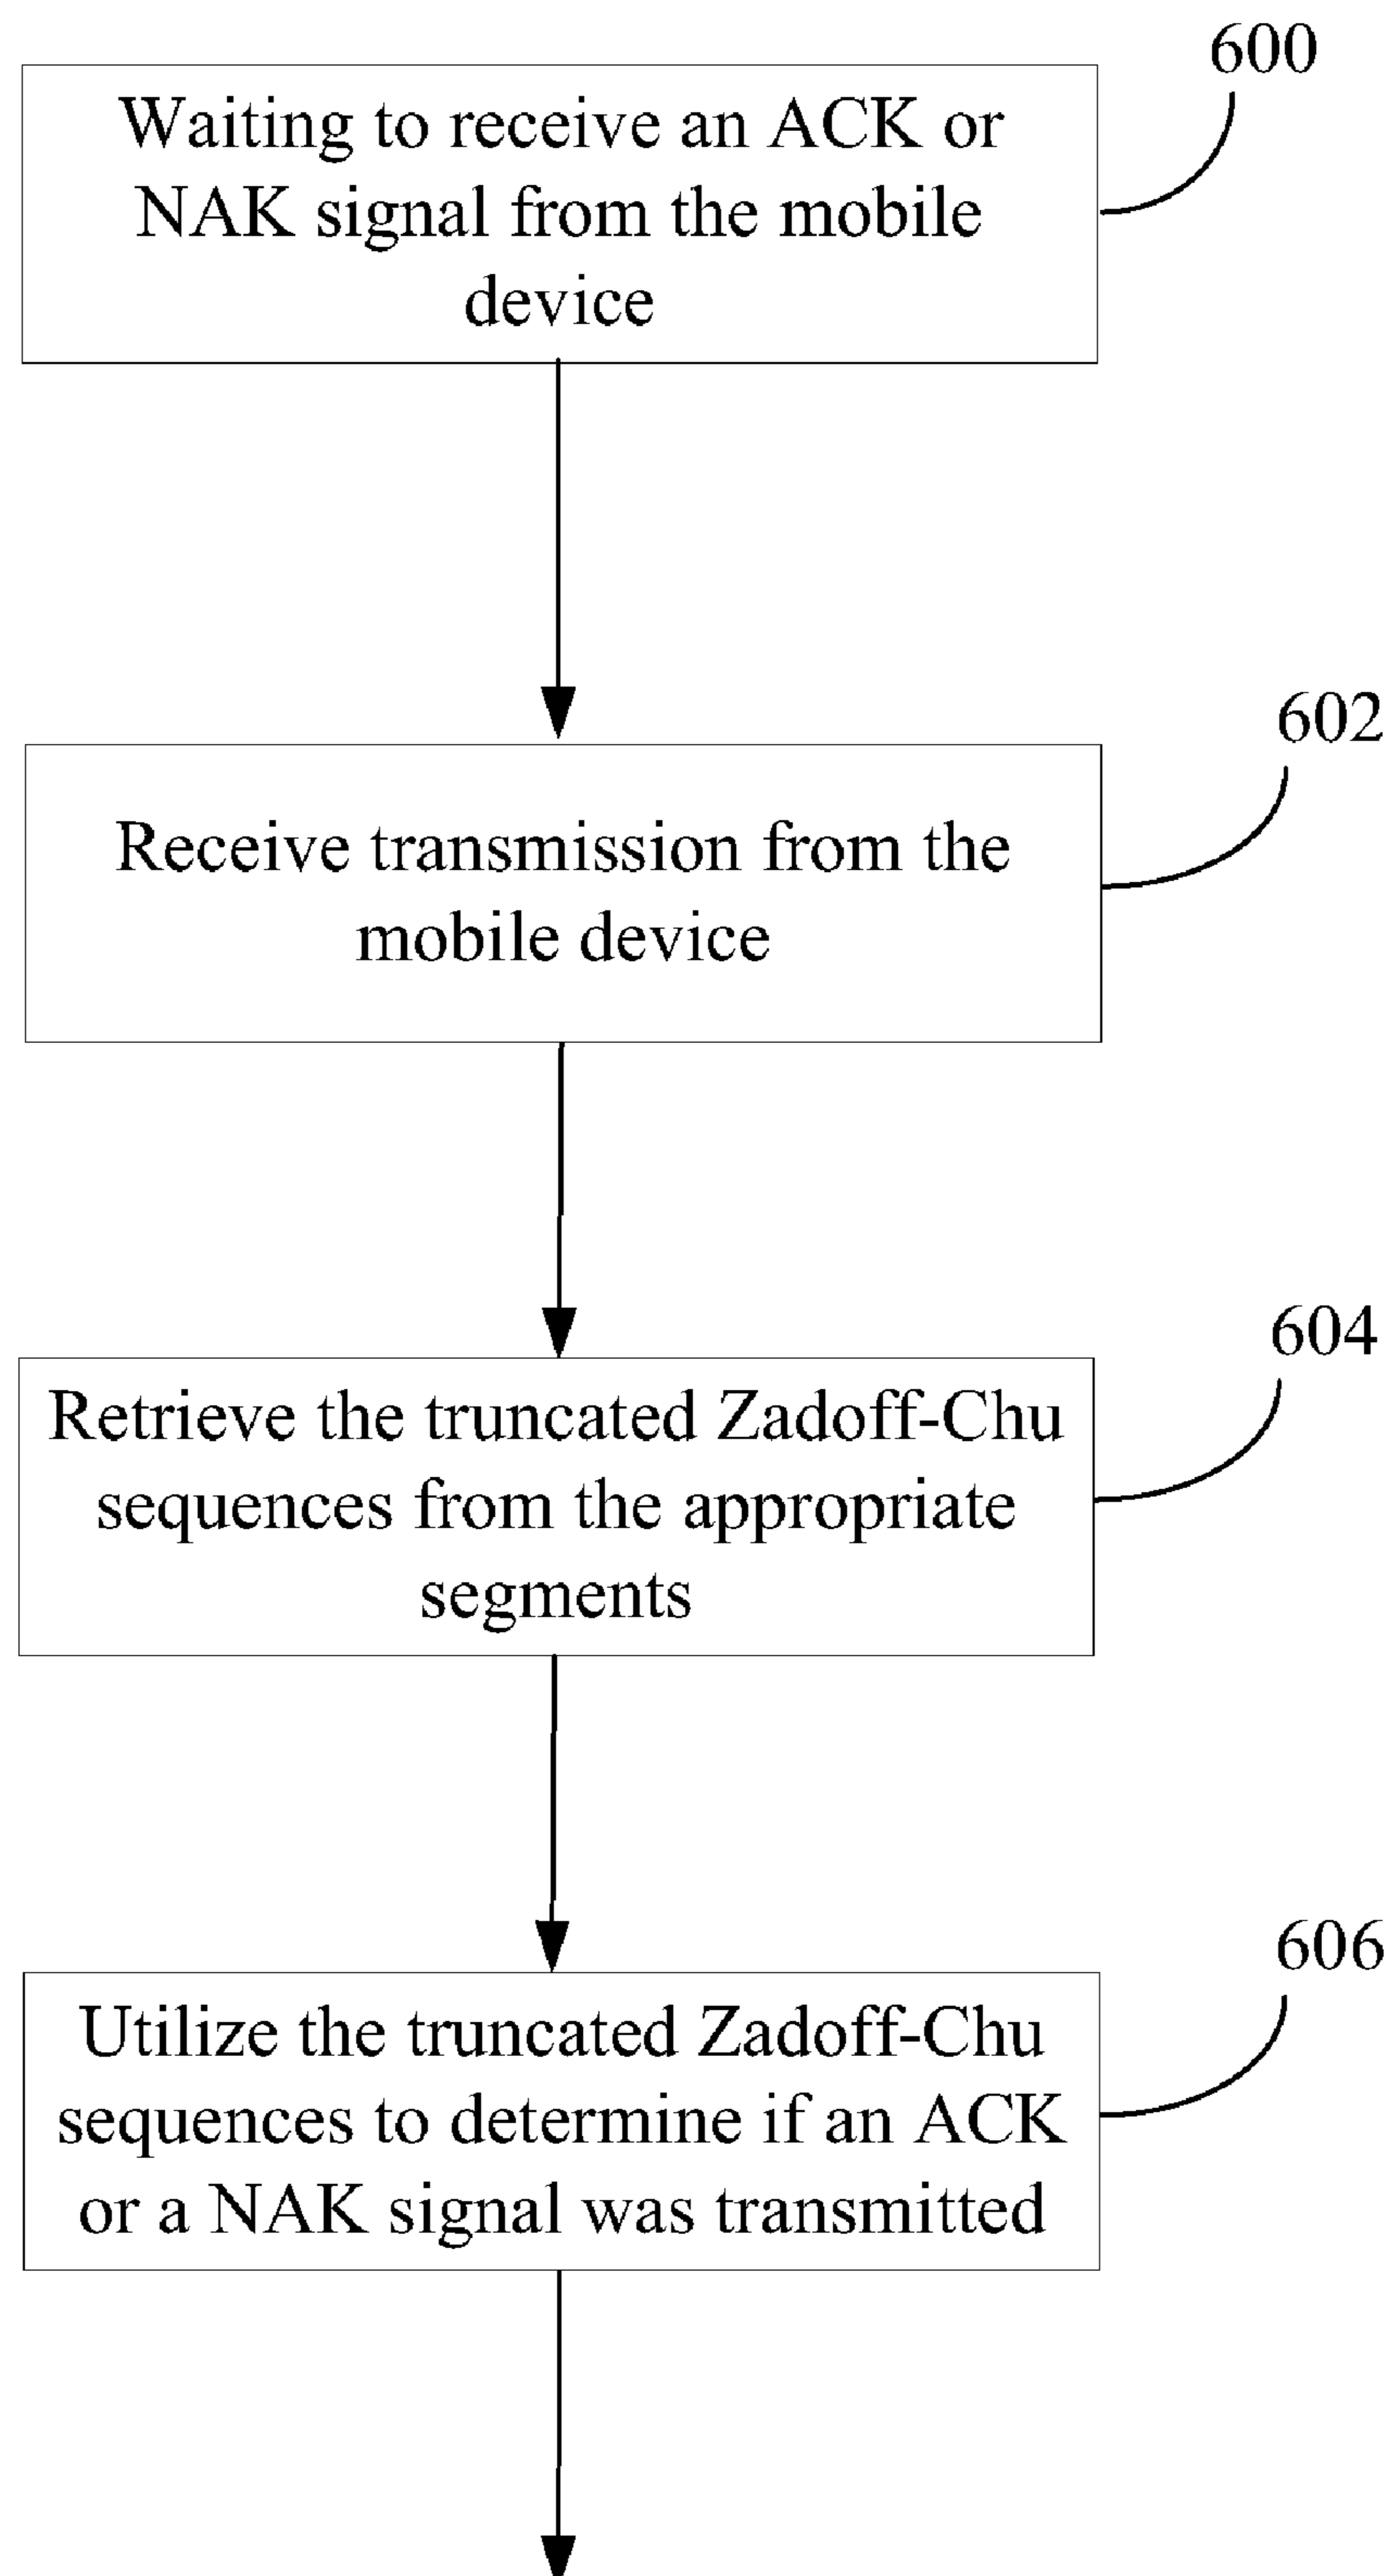 600
Waiting to receive an ACK or
NAK signal from the mobile
device
602
Receive transmission from the
mobile device
604
Retrieve the truncated Zadoff-Chu
sequences from the appropriate
segments
606
Utilize the truncated Zadoff-Chu
sequences to determine if an ACK
or a NAK signal was transmitted